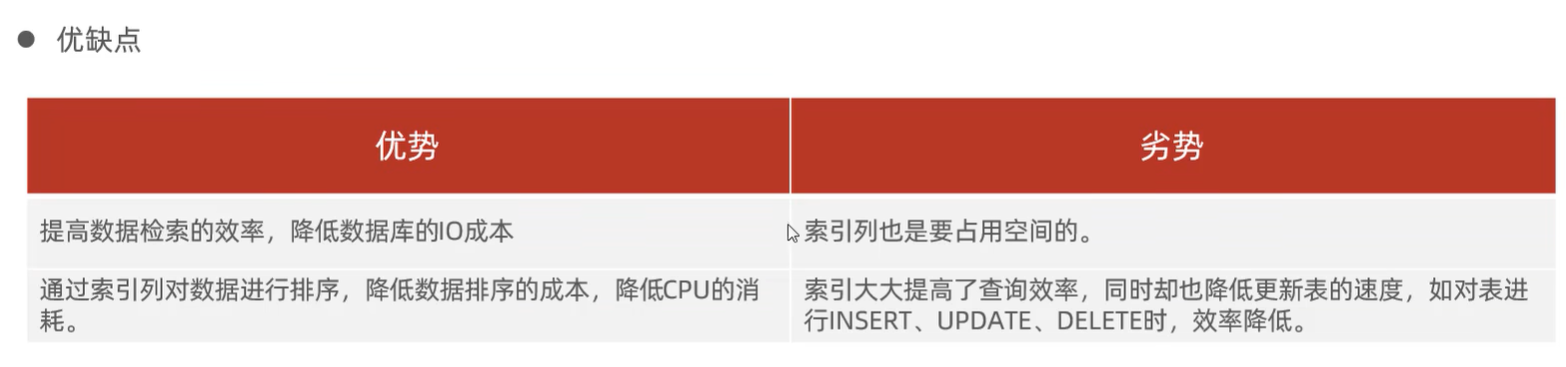 优缺点
优势
劣势
提高数据检索的效率，降低数据库的IO成本
索引列也是要占用空间的。
通过索引列对数据进行排序，降低数据排序的成本，降低CPU的消
耗。
索引大大提高了查询效率，同时却也降低更新表的速度，如对表进
行INSERT、UPDATE、DELETE时，效率降低。